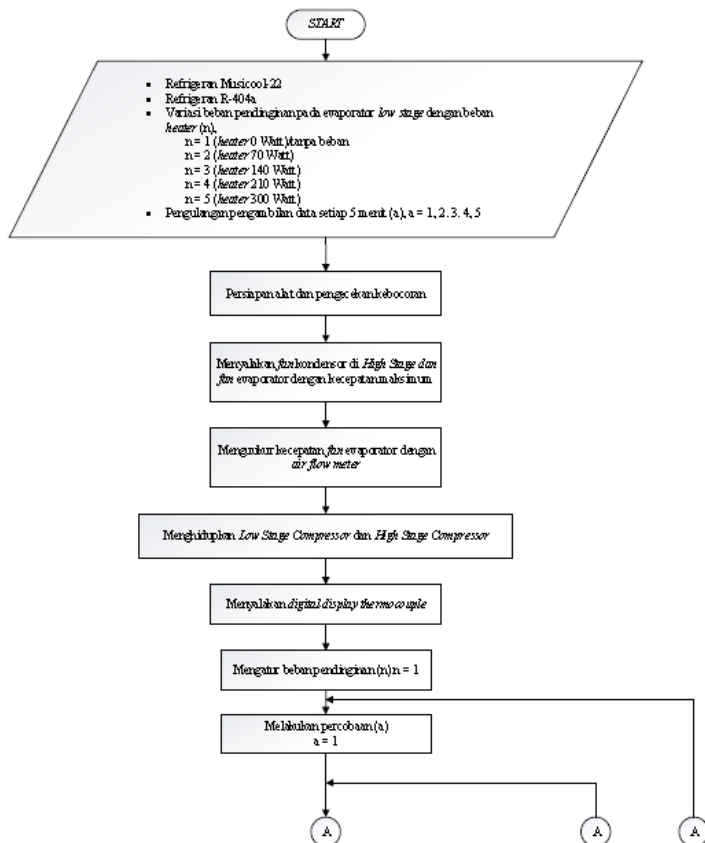 START
▪ Refrigeran Musicool-22
▪ Refrigeran R-404a
▪ Variasi beban pendinginan pada evaporator low stage dengan beban
heater (n),
n = 1 (heater 0 Watt)/tanpa beban
n = 2 (heater 70 Watt)
n = 3 (heater 140 Watt)
n = 4 (heater 210 Watt)
n = 5 (heater 300 Watt)
▪ Pengulangan pengambilan data setiap 5 menit (a), a = 1, 2. 3. 4, 5
Persiapan alat dan pengecekan kebocoran
Menyalakan fan kondensor di High Stage dan
fan evaporator dengan kecepatan maksimum
Mengukur kecepatan fan evaporator dengan
air flow meter
Menghidupkan Low Stage Compressor dan High Stage Compressor
Menyalakan digital display thermocouple
Mengatur beban pendinginan (n) n = 1
Melakukan percobaan (a)
a = 1
A A A